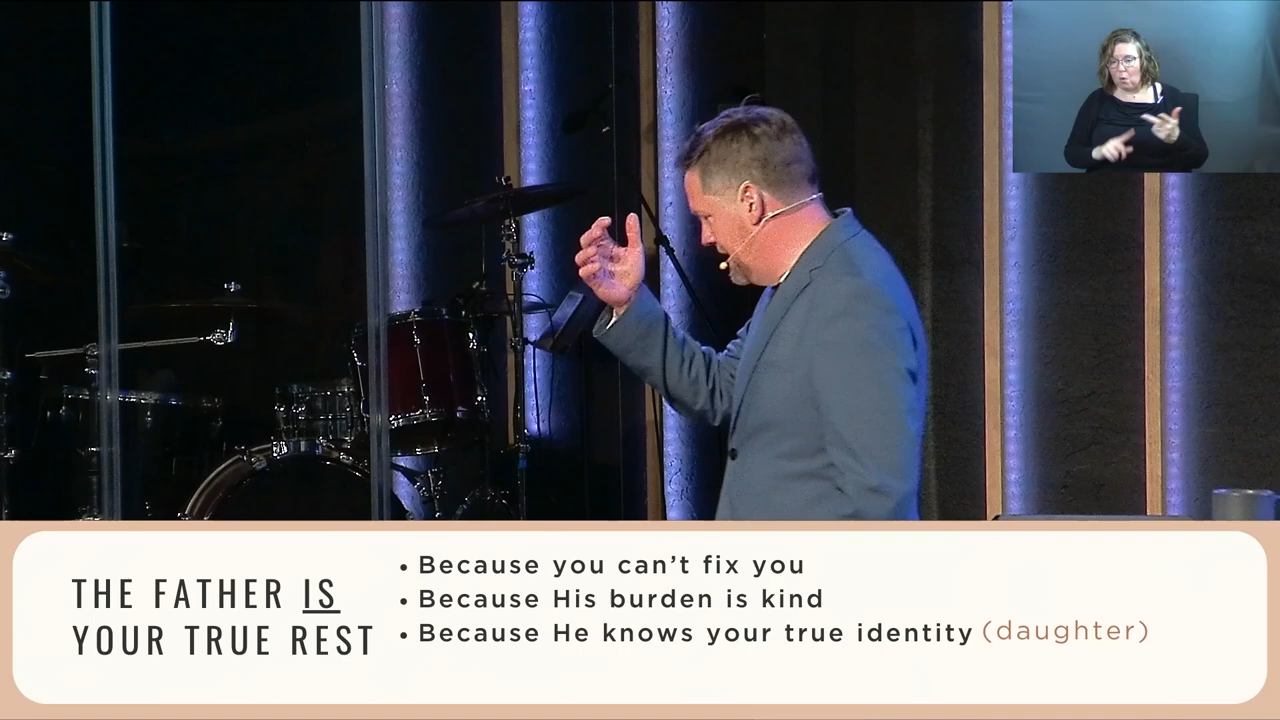 THE FATHER IS
YOUR TRUE REST
• Because you can’t fix you
• Because His burden is kind
• Because He knows your true identity (daughter)